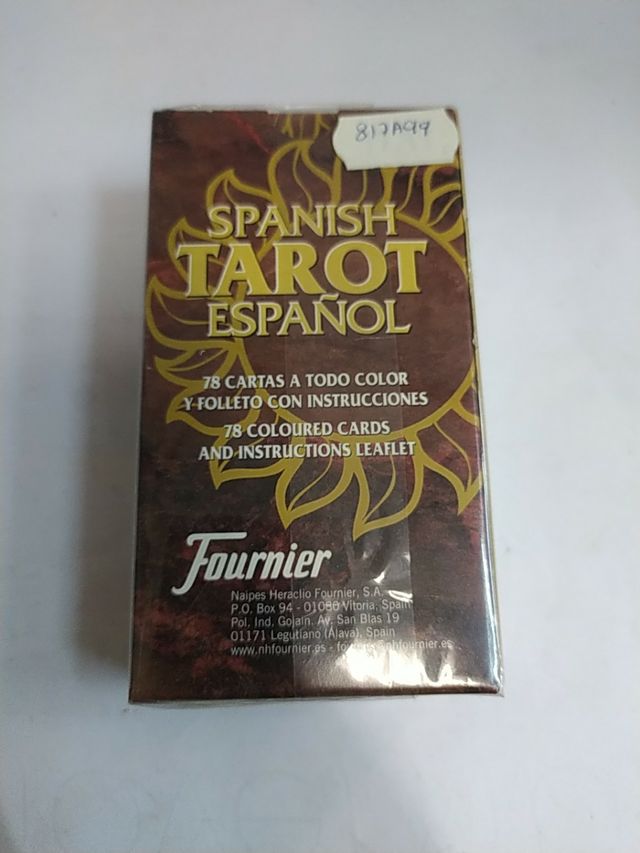 817A99
SPANISH
TAROT
ESPAÑOL
78 CARTAS A TODO COLOR
Y FOLLETO CON INSTRUCCIONES
78 COLOURED CARDS
AND INSTRUCTIONS LEAFLET
Fournier
Naipes Heraclio Fournier, S.A.
P.O. Box 94 - 01080 Vitoria, Spain
Pol. Ind. Gojain. Av. San Blas 19
01171 Legutiano (Álava), Spain
www.nhfournier.es -